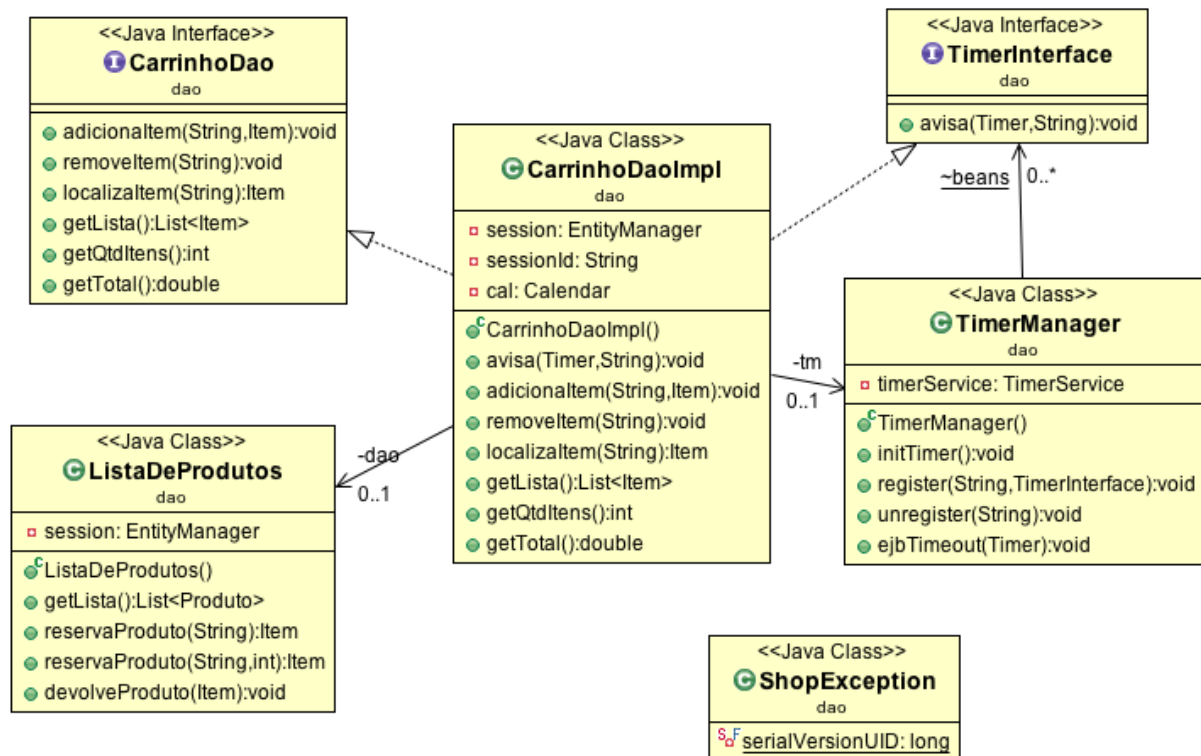 <<Java Interface>>
CarrinhoDao
dao
adicionaItem(String,Item):void
removeItem(String):void
localizaItem(String):Item
getLista():List<Item>
getQtdItens():int
getTotal():double
<<Java Interface>>
TimerInterface
dao
avisa(Timer,String):void
~beans 0..*
<<Java Class>>
CarrinhoDaoImpl
dao
session: EntityManager
sessionId: String
cal: Calendar
CarrinhoDaoImpl()
avisa(Timer,String):void
adicionaItem(String,Item):void
removeItem(String):void
localizaItem(String):Item
getLista():List<Item>
getQtdItens():int
getTotal():double
-tm
0..1
<<Java Class>>
TimerManager
dao
timerService: TimerService
TimerManager()
initTimer():void
register(String,TimerInterface):void
unregister(String):void
ejbTimeout(Timer):void
-dao
0..1
<<Java Class>>
ListaDeProdutos
dao
session: EntityManager
ListaDeProdutos()
getLista():List<Produto>
reservaProduto(String):Item
reservaProduto(String,int):Item
devolveProduto(Item):void
<<Java Class>>
ShopException
dao
serialVersionUID: long